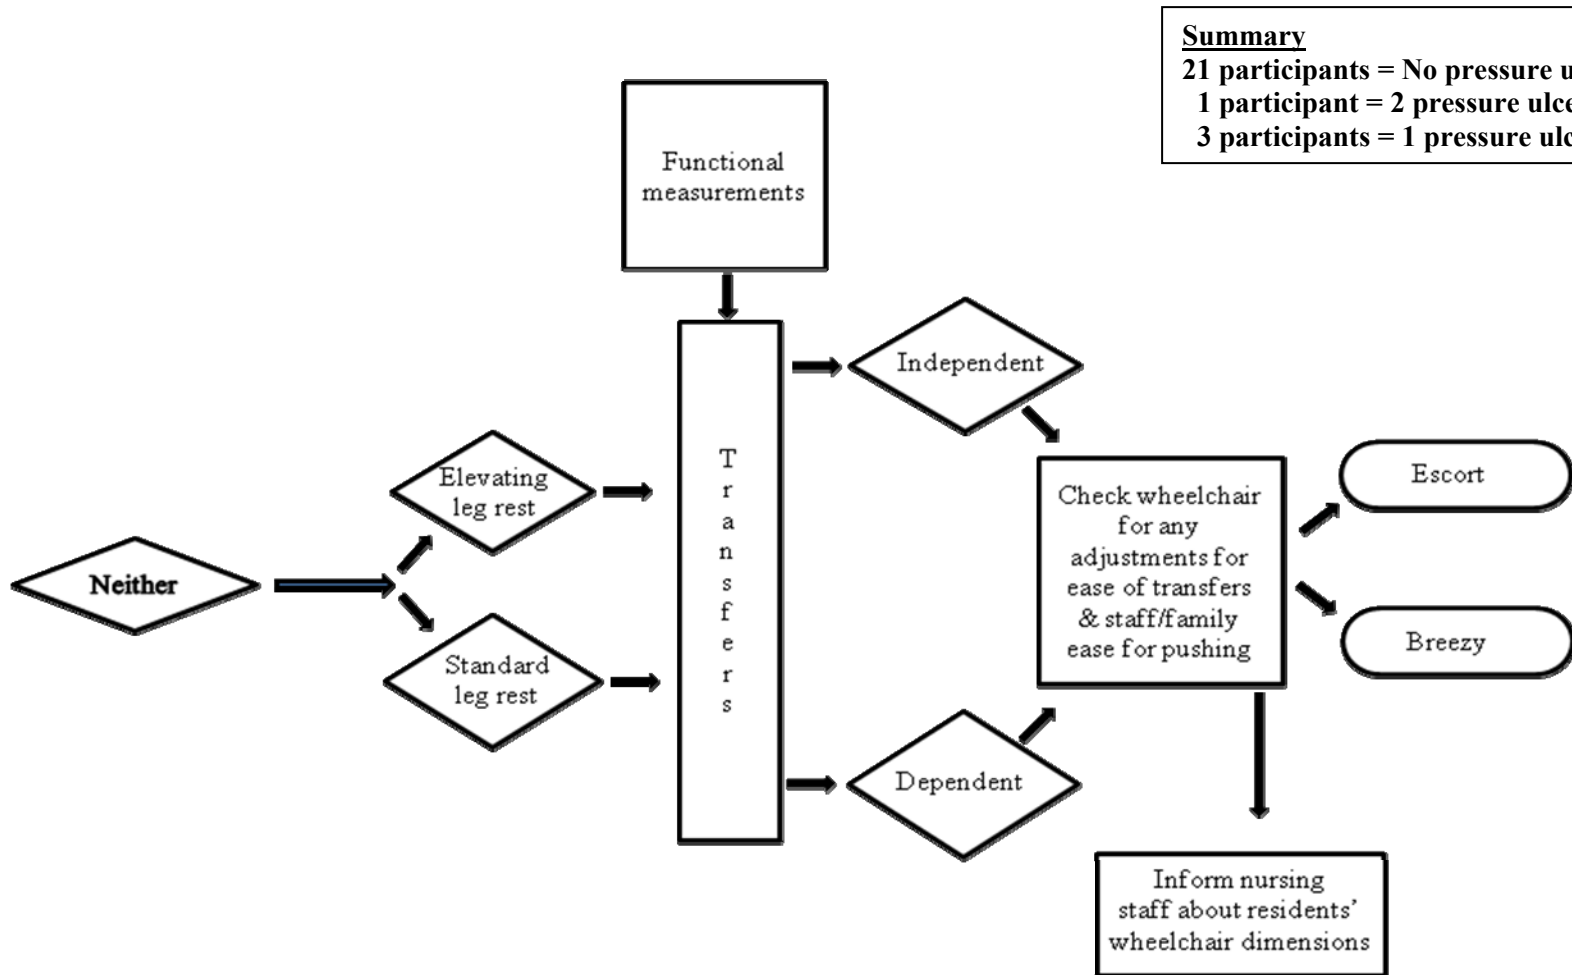 Summary
21 participants = No pressure
1 participant = 2 pressure
3 participants = 1 pressure
Functional
measurements
Independent
Elevating
leg rest
Transfers
Check wheelchair
for any
adjustments for
ease of transfers
& staff/family
ease for pushing
Escort
Neither
Breezy
Standard
leg rest
Dependent
Inform nursing
staff about residents’
wheelchair dimensions